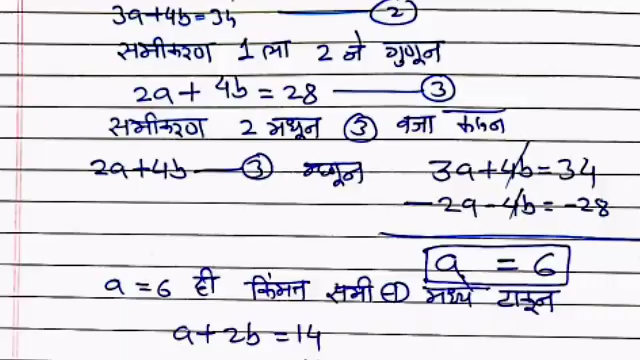 3a+4b=34 ——— 2
समीकरण 1 ला 2 ने गुणून
2a + 4b = 28 ——— 3
समीकरण 2 मधून 3 वजा करून
2a+4b —— 3 म्हणून 3a+4b=34
-2a-4b=-28
a = 6
a = 6 ही किंमत समी 1 मध्ये टाकून
a+2b=14